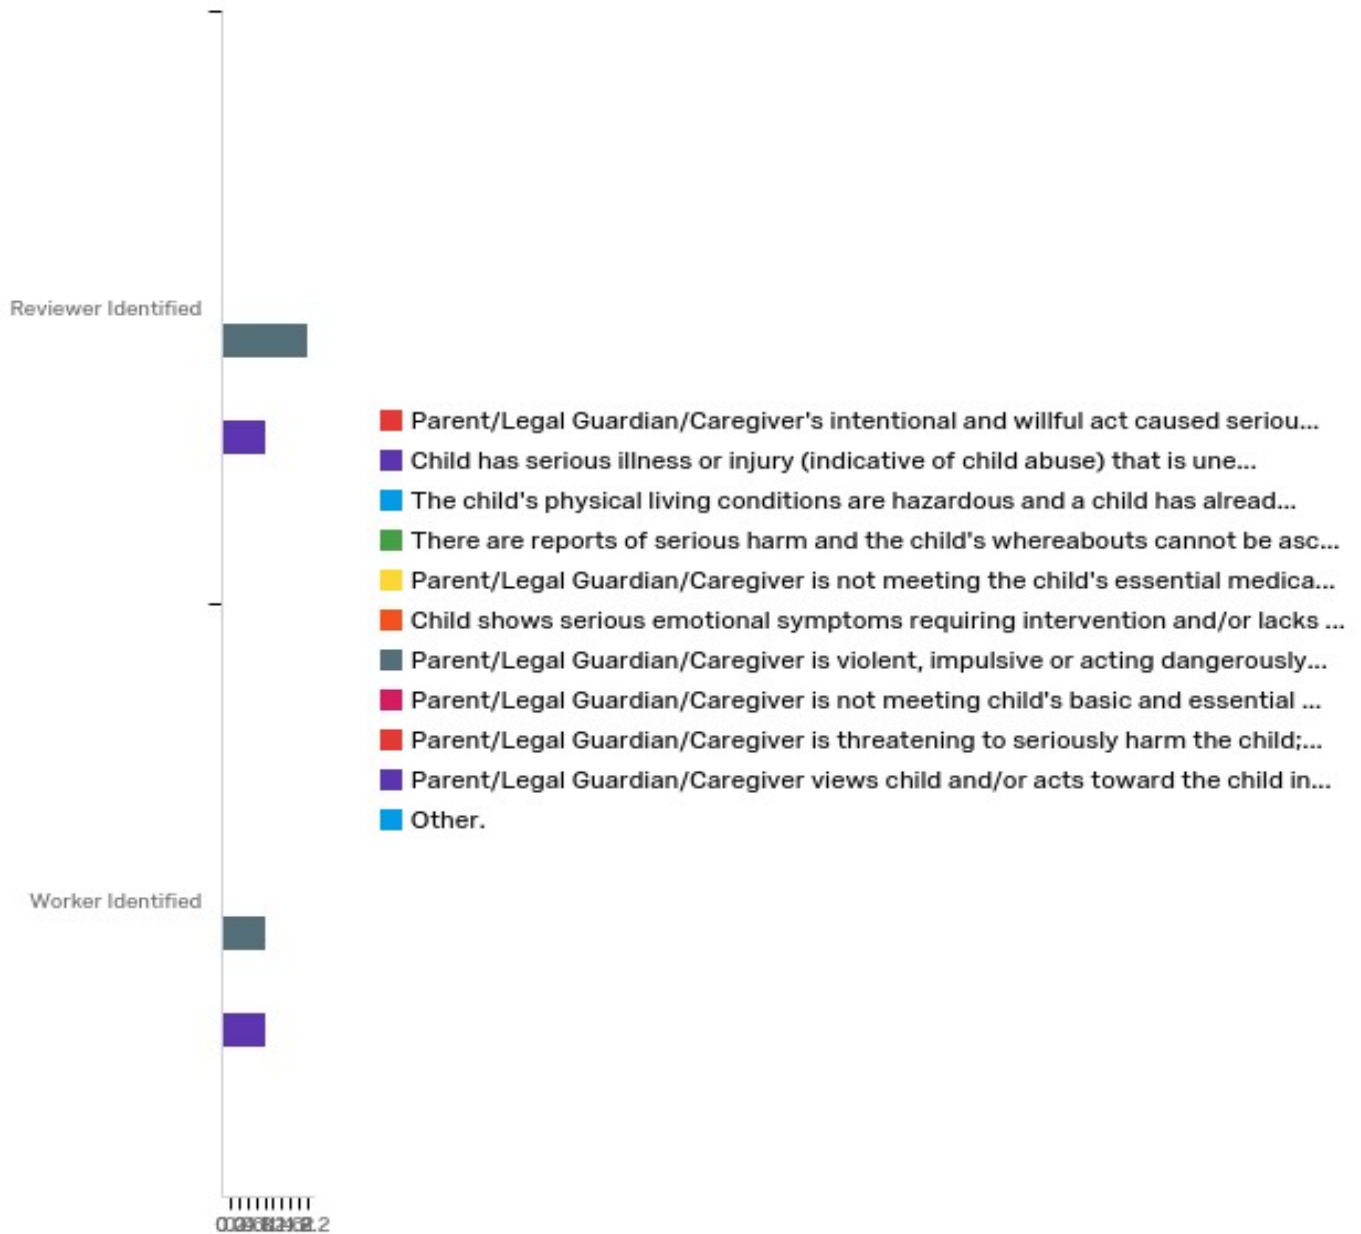 Reviewer Identified
Parent/Legal Guardian/Caregiver's intentional and willful act caused seriou...
Child has serious illness or injury (indicative of child abuse) that is une...
The child's physical living conditions are hazardous and a child has alread...
There are reports of serious harm and the child's whereabouts cannot be asc...
Parent/Legal Guardian/Caregiver is not meeting the child's essential medica...
Child shows serious emotional symptoms requiring intervention and/or lacks ...
Parent/Legal Guardian/Caregiver is violent, impulsive or acting dangerously...
Parent/Legal Guardian/Caregiver is not meeting child's basic and essential ...
Parent/Legal Guardian/Caregiver is threatening to seriously harm the child;...
Parent/Legal Guardian/Caregiver views child and/or acts toward the child in...
Other.
Worker Identified